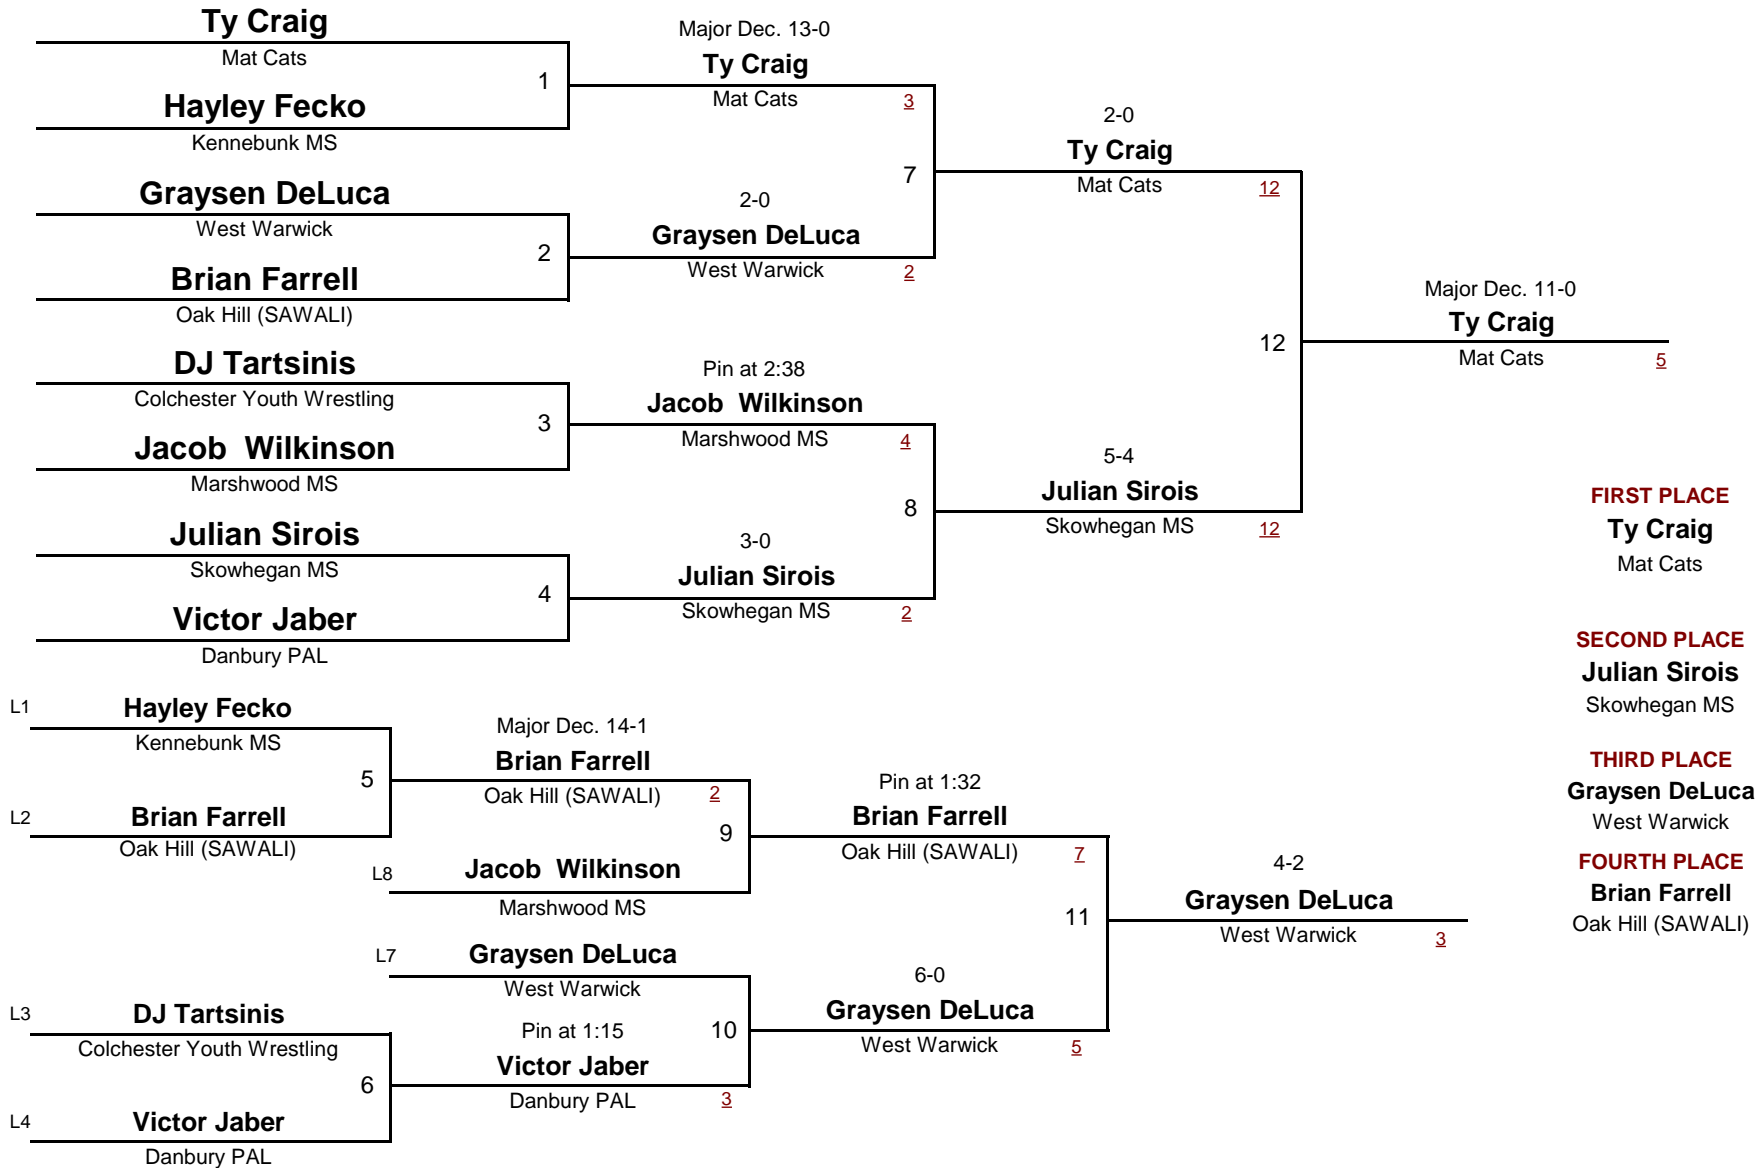 Ty Craig
Mat Cats
1
Hayley Fecko
Kennebunk MS
Graysen DeLuca
West Warwick
2
Brian Farrell
Oak Hill (SAWALI)
DJ Tartsinis
Colchester Youth Wrestling
3
Jacob  Wilkinson
Marshwood MS
Julian Sirois
Skowhegan MS
4
Victor Jaber
Danbury PAL
Major Dec. 13-0
Ty Craig
Mat Cats 3
7
2-0
Graysen DeLuca
West Warwick 2
Pin at 2:38
Jacob  Wilkinson
Marshwood MS 4
8
3-0
Julian Sirois
Skowhegan MS 2
2-0
Ty Craig
Mat Cats 12
12
5-4
Julian Sirois
Skowhegan MS 12
Major Dec. 11-0
Ty Craig
Mat Cats 5
FIRST PLACE
Ty Craig
Mat Cats
SECOND PLACE
Julian Sirois
Skowhegan MS
THIRD PLACE
Graysen DeLuca
West Warwick
FOURTH PLACE
Brian Farrell
Oak Hill (SAWALI)
L1 Hayley Fecko
Kennebunk MS
5
L2 Brian Farrell
Oak Hill (SAWALI)
L3 DJ Tartsinis
Colchester Youth Wrestling
6
L4 Victor Jaber
Danbury PAL
Major Dec. 14-1
Brian Farrell
Oak Hill (SAWALI) 2
9
L8 Jacob  Wilkinson
Marshwood MS
L7 Graysen DeLuca
West Warwick
Pin at 1:15 10
Victor Jaber
Danbury PAL 3
Pin at 1:32
Brian Farrell
Oak Hill (SAWALI) 7
11
6-0
Graysen DeLuca
West Warwick 5
4-2
Graysen DeLuca
West Warwick 3